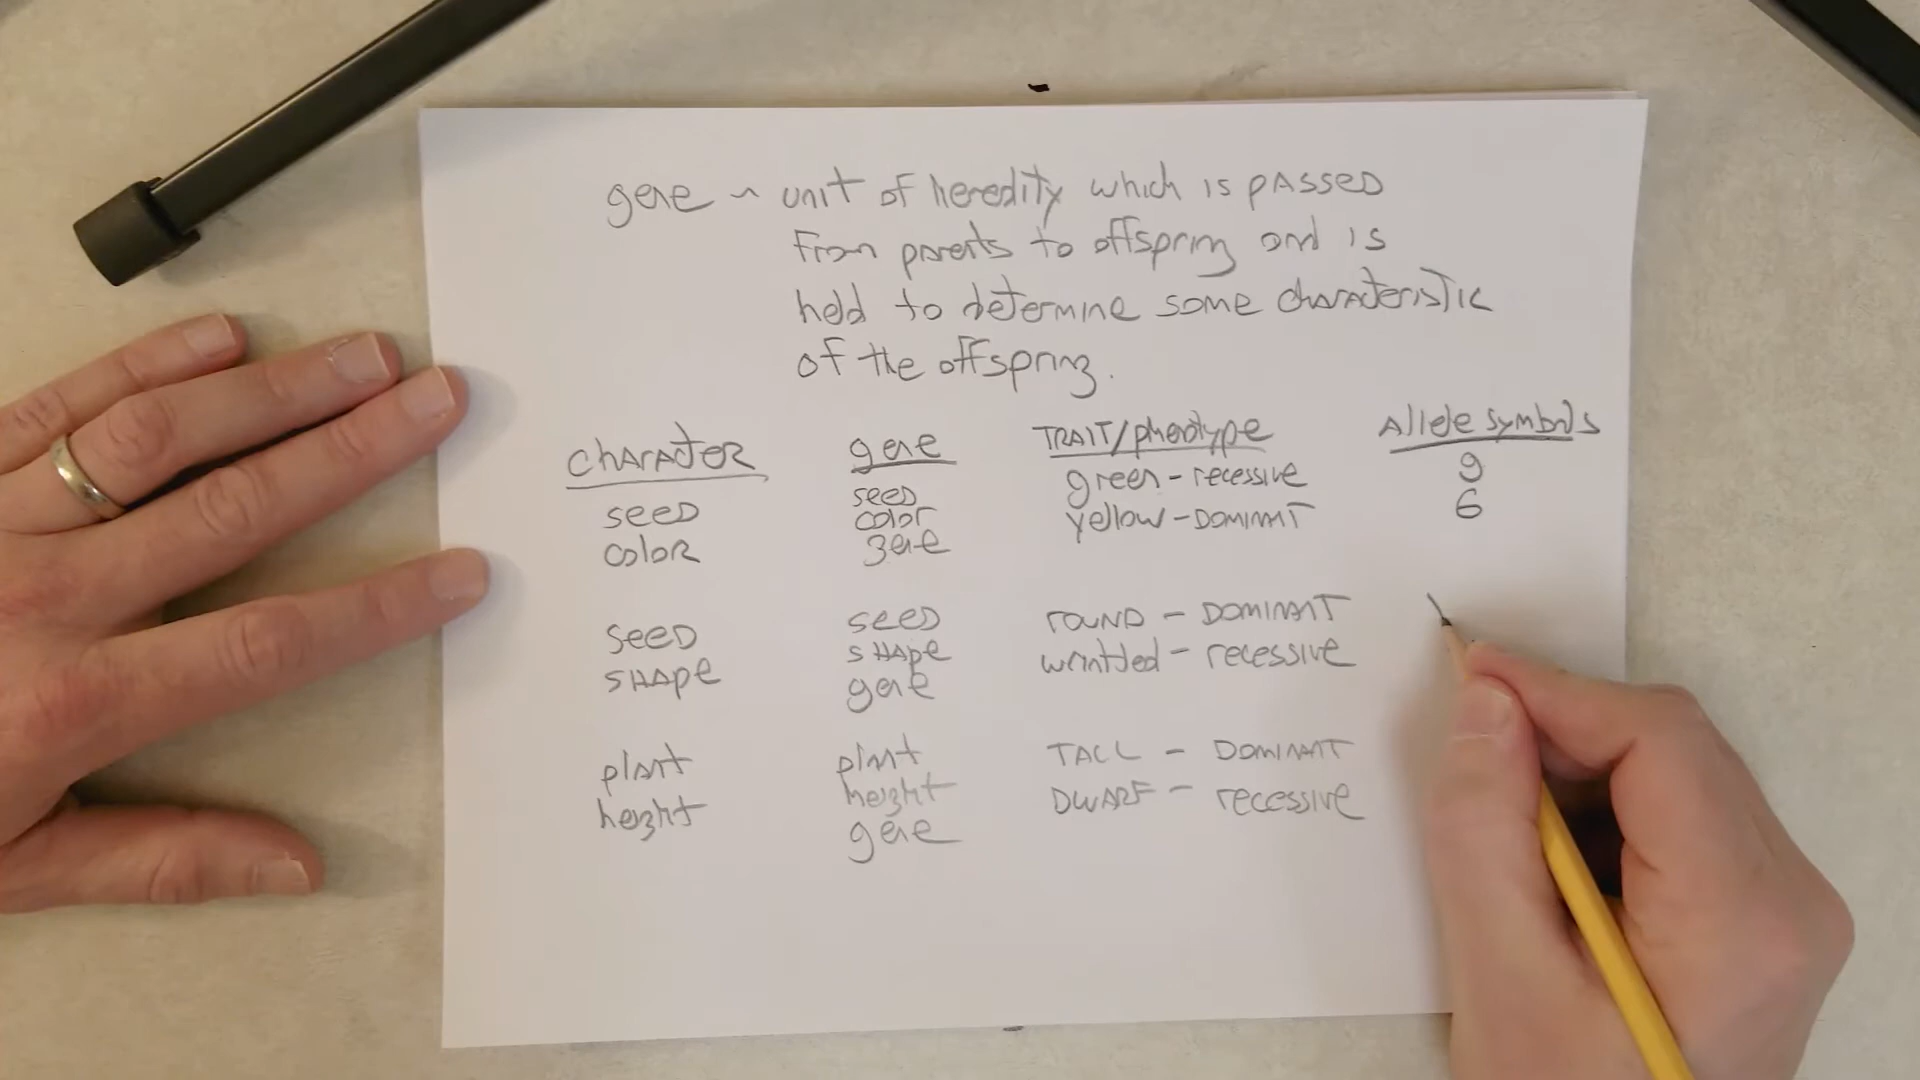 gene ~ unit of heredity which is passed
from parents to offspring and is
held to determine some characteristic
of the offspring.
character gene TRAIT/phenotype Allele symbols
seed color seed color gene green - recessive g
yellow - DOMINANT G
seed shape seed shape gene round - DOMINANT
wrinkled - recessive
plant height plant height gene TALL - DOMINANT
DWARF - recessive